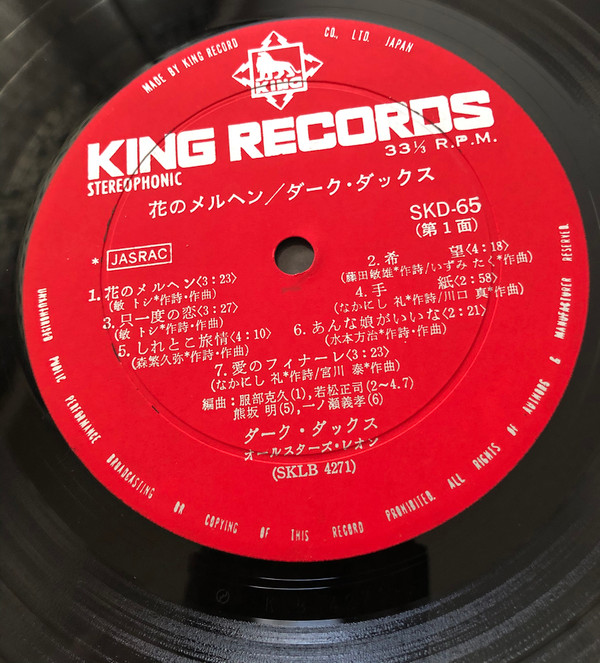 MADE BY KING RECORD CO., LTD. JAPAN
KING
KING RECORDS
33⅓ R.P.M.
STEREOPHONIC
花のメルヘン/ダーク・ダックス
SKD-65
(第1面)
* JASRAC
1.花のメルヘン〈3:23〉
(敏 トシ*作詩・作曲)
2.希 望〈4:18〉
(藤田敏雄*作詩/いずみ たく*作曲)
3.只一度の恋〈3:27〉
(敏 トシ*作詩・作曲)
4.手 紙〈2:58〉
(なかにし 礼*作詩/川口 真*作曲)
5.しれとこ旅情〈4:10〉
(森繁久弥*作詩・作曲)
6.あんな娘がいいな〈2:21〉
(水本方治*作詩・作曲)
7.愛のフィナーレ〈3:23〉
(なかにし 礼*作詩/宮川 泰*作曲)
編曲:服部克久(1),若松正司(2〜4.7)
熊坂 明(5),一ノ瀬義孝(6)
ダーク・ダックス
オールスターズ・レオン
(SKLB 4271)
UNAUTHORIZED PUBLIC PERFORMANCE BROADCASTING OR COPYING OF THIS RECORD PROHIBITED. ALL RIGHTS OF AUTHORS & MANUFACTURER RESERVED.